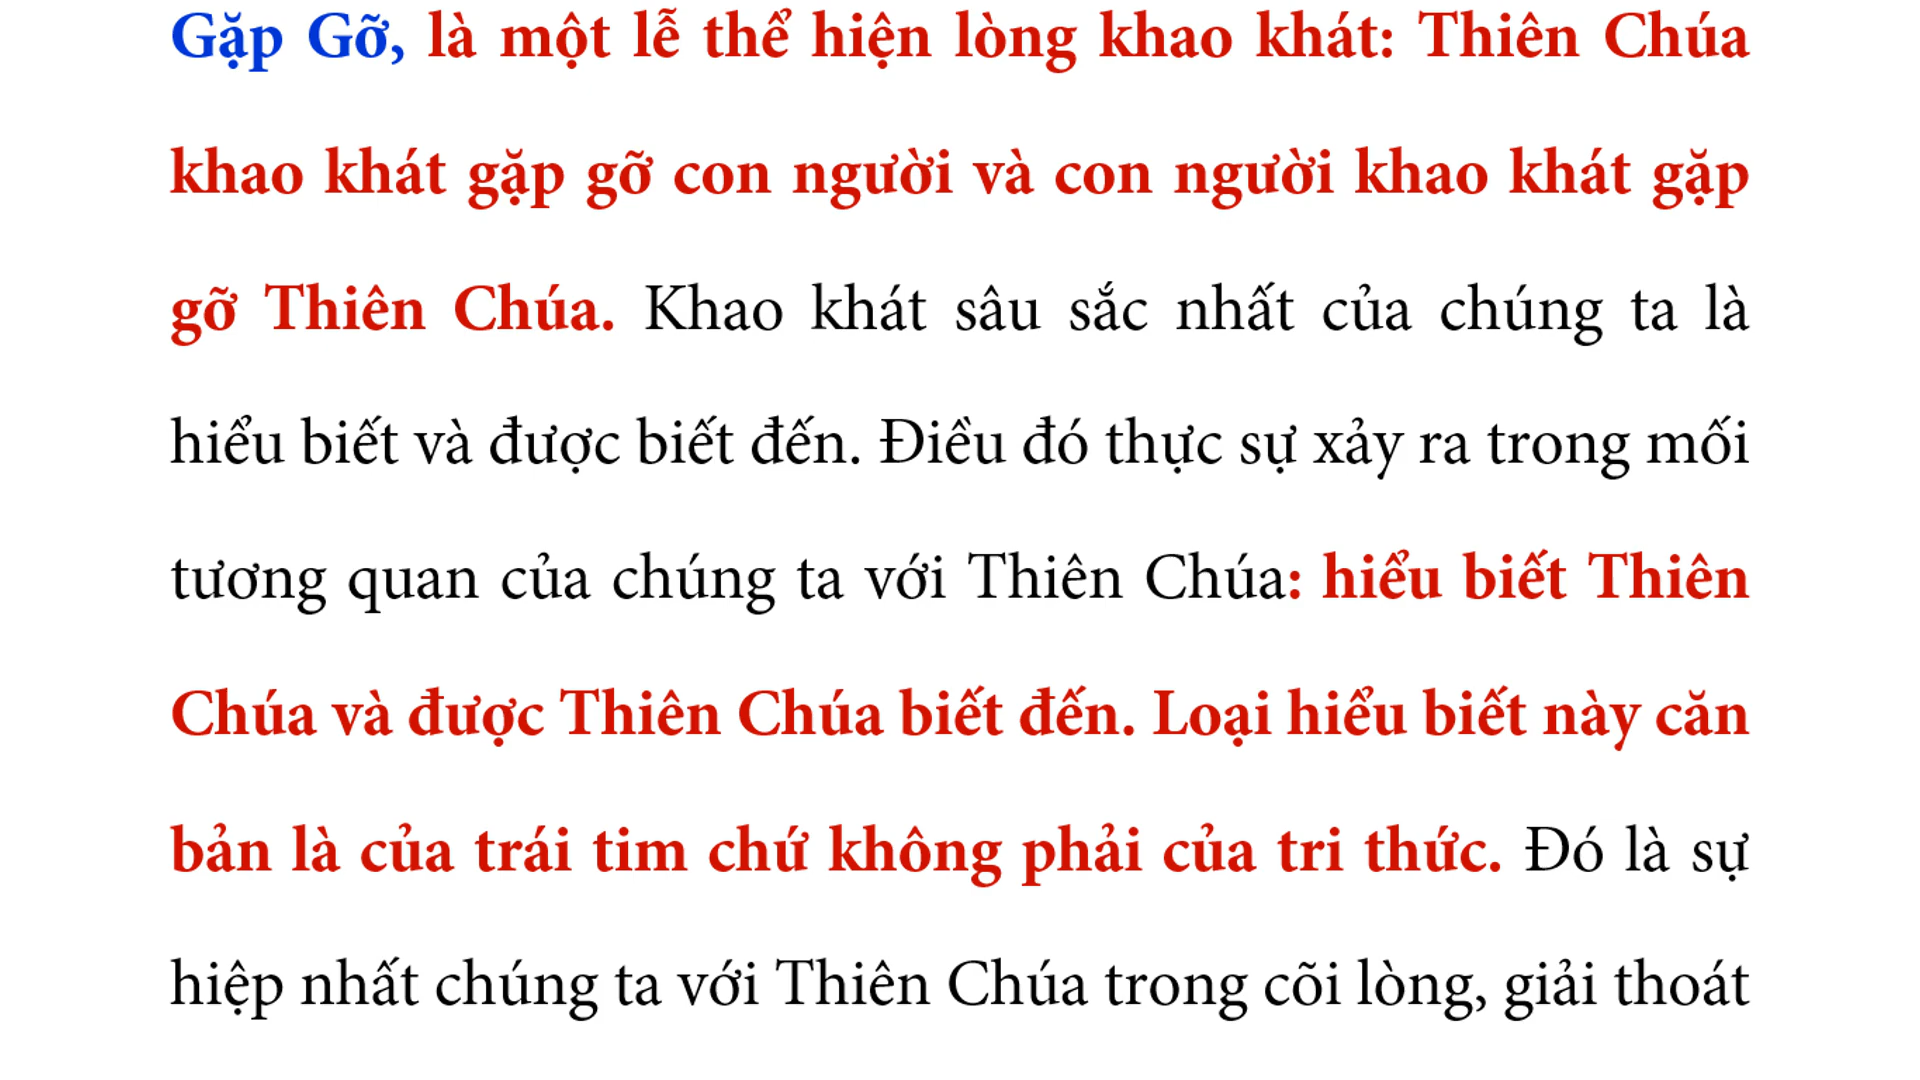 Gặp Gỡ, là một lễ thể hiện lòng khao khát: Thiên Chúa
khao khát gặp gỡ con người và con người khao khát gặp
gỡ Thiên Chúa. Khao khát sâu sắc nhất của chúng ta là
hiểu biết và được biết đến. Điều đó thực sự xảy ra trong mối
tương quan của chúng ta với Thiên Chúa: hiểu biết Thiên
Chúa và được Thiên Chúa biết đến. Loại hiểu biết này căn
bản là của trái tim chứ không phải của tri thức. Đó là sự
hiệp nhất chúng ta với Thiên Chúa trong cõi lòng, giải thoát